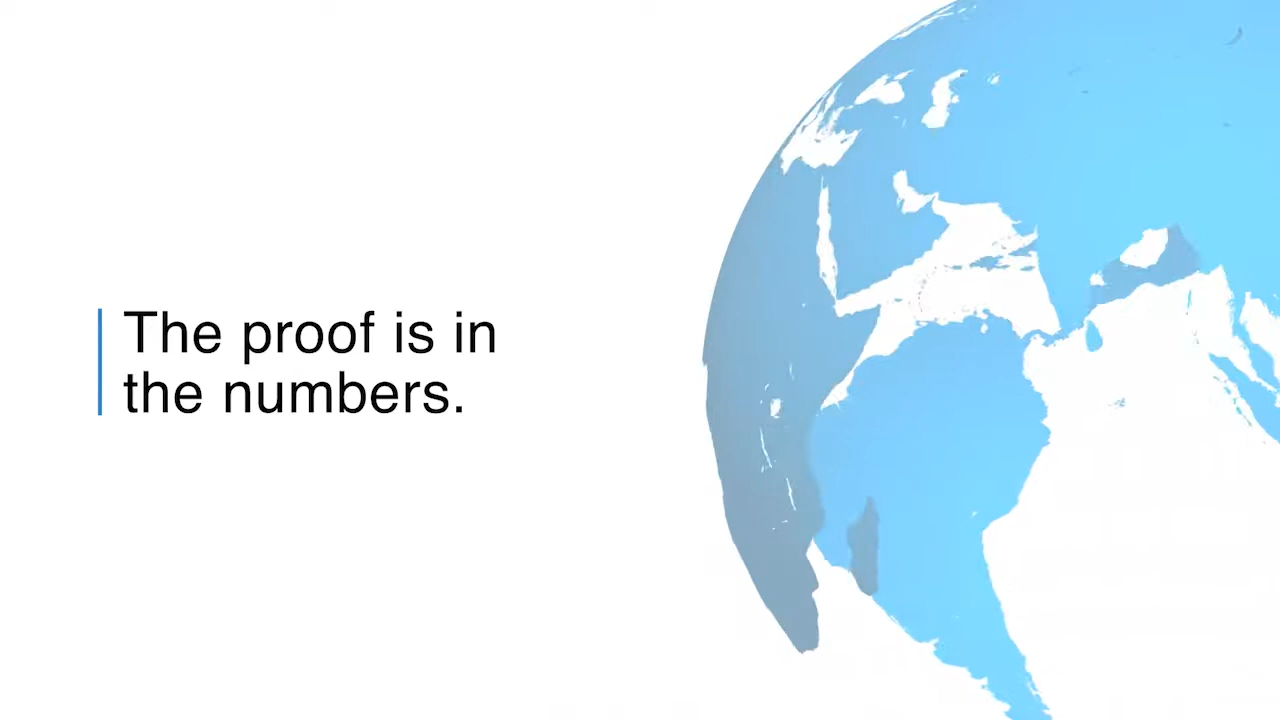 The proof is in
the numbers.